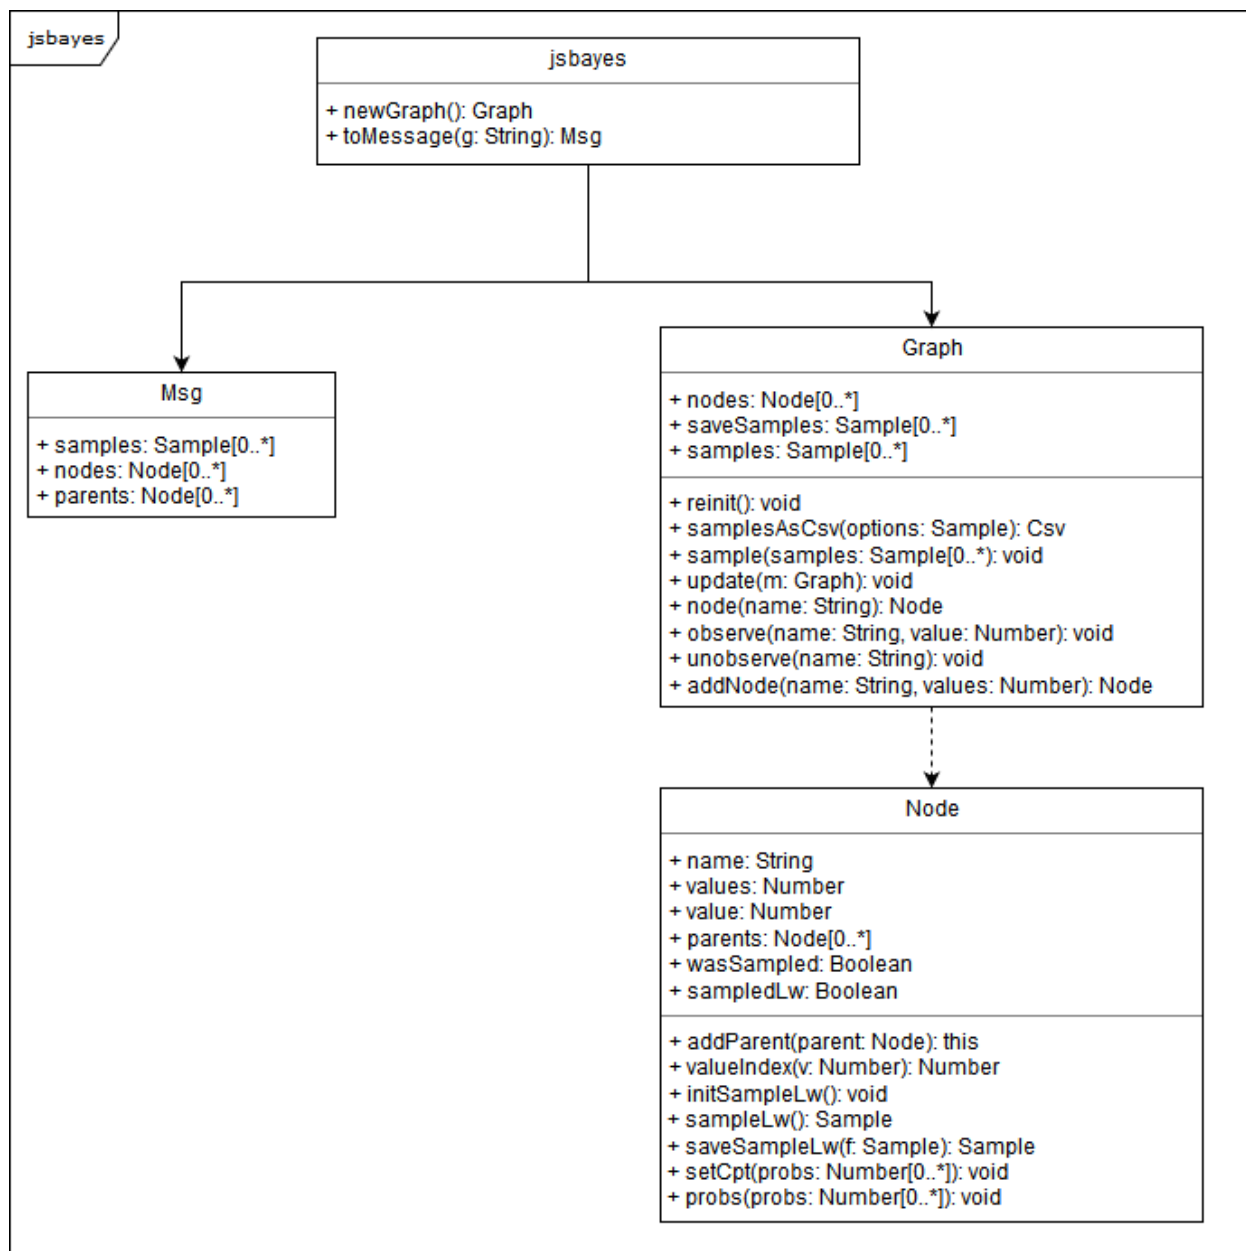 jsbayes
jsbayes
+ newGraph(): Graph
+ toMessage(g: String): Msg
Msg
+ samples: Sample[0..*]
+ nodes: Node[0..*]
+ parents: Node[0..*]
Graph
+ nodes: Node[0..*]
+ saveSamples: Sample[0..*]
+ samples: Sample[0..*]
+ reinit(): void
+ samplesAsCsv(options: Sample): Csv
+ sample(samples: Sample[0..*): void
+ update(m: Graph): void
+ node(name: String): Node
+ observe(name: String, value: Number): void
+ unobserve(name: String): void
+ addNode(name: String, values: Number): Node
Node
+ name: String
+ values: Number
+ value: Number
+ parents: Node[0..*]
+ wasSampled: Boolean
+ sampledLw: Boolean
+ addParent(parent: Node): this
+ valueIndex(v: Number): Number
+ initSampleLw(): void
+ sampleLw(): Sample
+ saveSampleLw(f: Sample): Sample
+ setCpt(probs: Number[0..*]): void
+ probs(probs: Number[0..*]): void